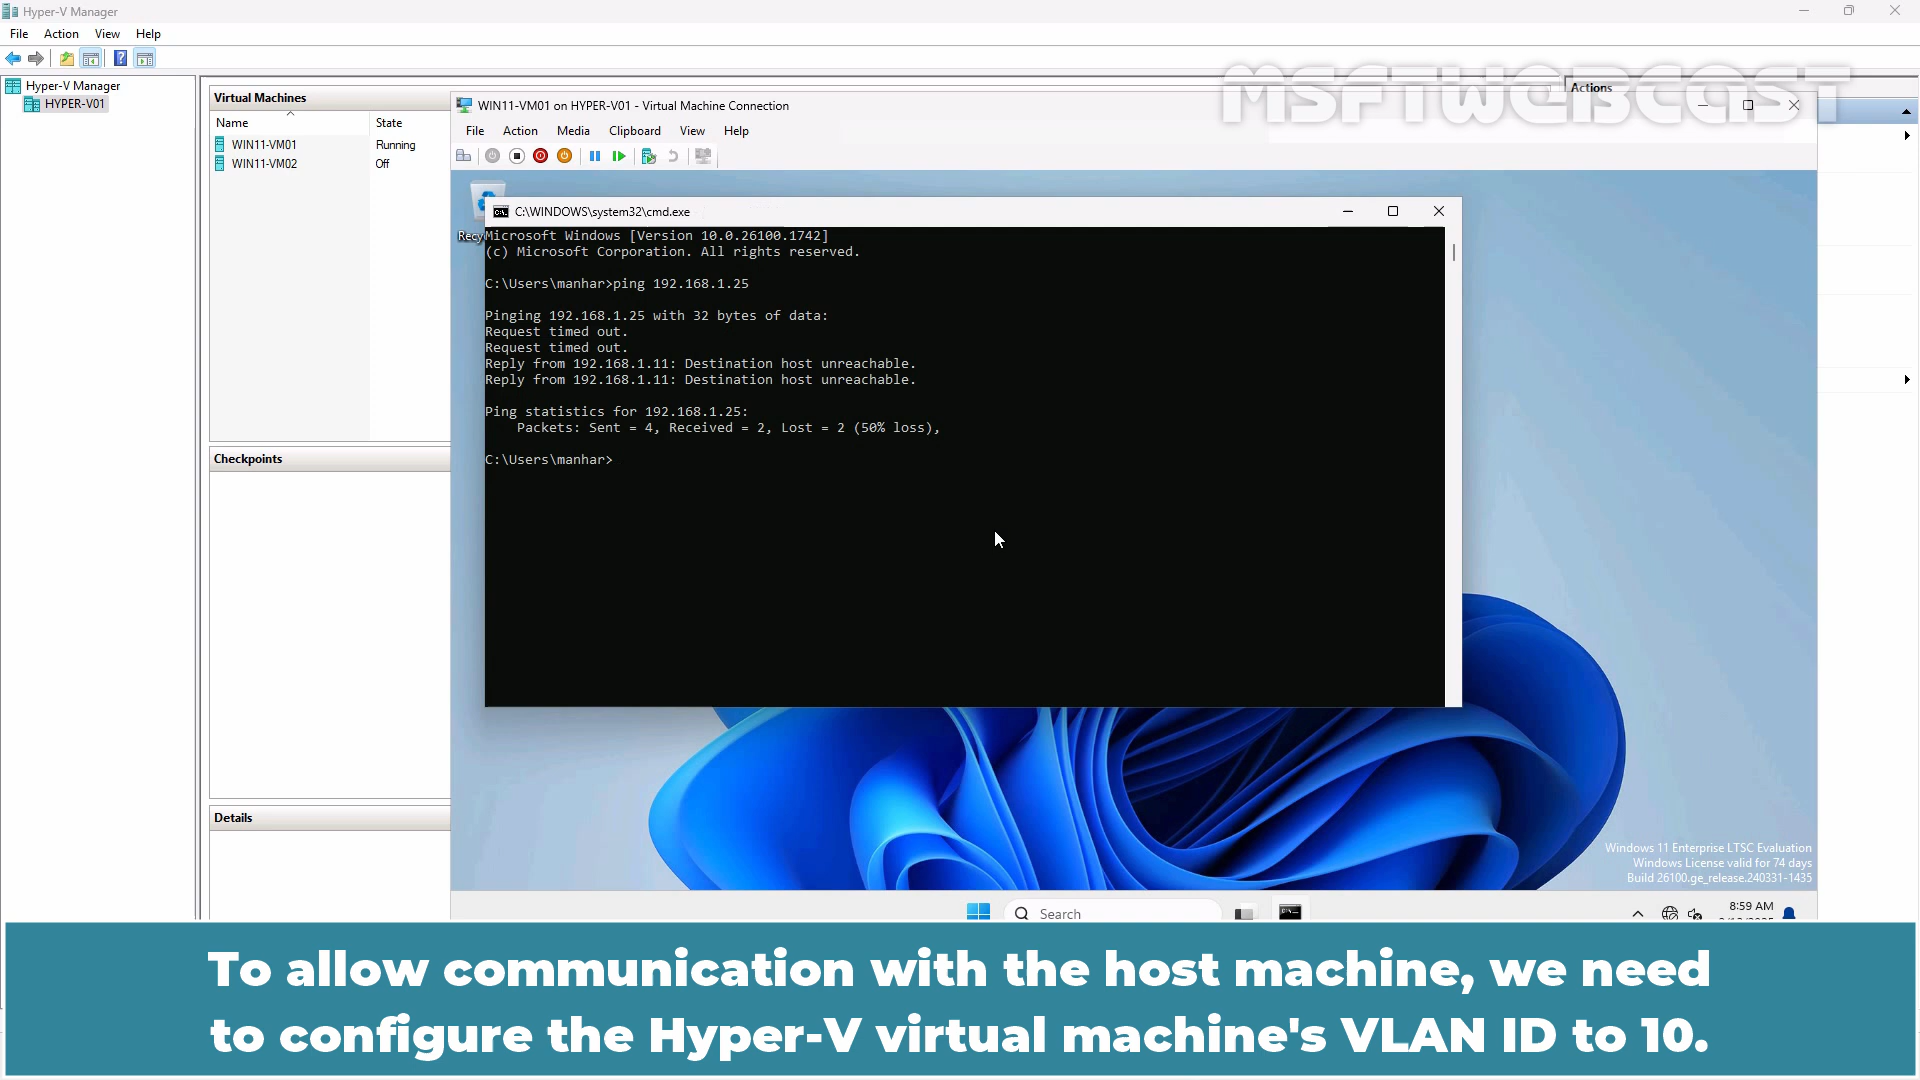 Hyper-V Manager
File Action View Help
Hyper-V Manager
HYPER-V01
Virtual Machines
Name State
WIN11-VM01 Running
WIN11-VM02 Off
Checkpoints
Details
Actions
MSFTWEBCAST
WIN11-VM01 on HYPER-V01 - Virtual Machine Connection
File Action Media Clipboard View Help
C:\WINDOWS\system32\cmd.exe
Microsoft Windows [Version 10.0.26100.1742]
(c) Microsoft Corporation. All rights reserved.
C:\Users\manhar>ping 192.168.1.25
Pinging 192.168.1.25 with 32 bytes of data:
Request timed out.
Request timed out.
Reply from 192.168.1.11: Destination host unreachable.
Reply from 192.168.1.11: Destination host unreachable.
Ping statistics for 192.168.1.25:
Packets: Sent = 4, Received = 2, Lost = 2 (50% loss),
C:\Users\manhar>
Windows 11 Enterprise LTSC Evaluation
Windows License valid for 74 days
Build 26100.ge_release.240331-1435
Search
8:59 AM
To allow communication with the host machine, we need
to configure the Hyper-V virtual machine's VLAN ID to 10.